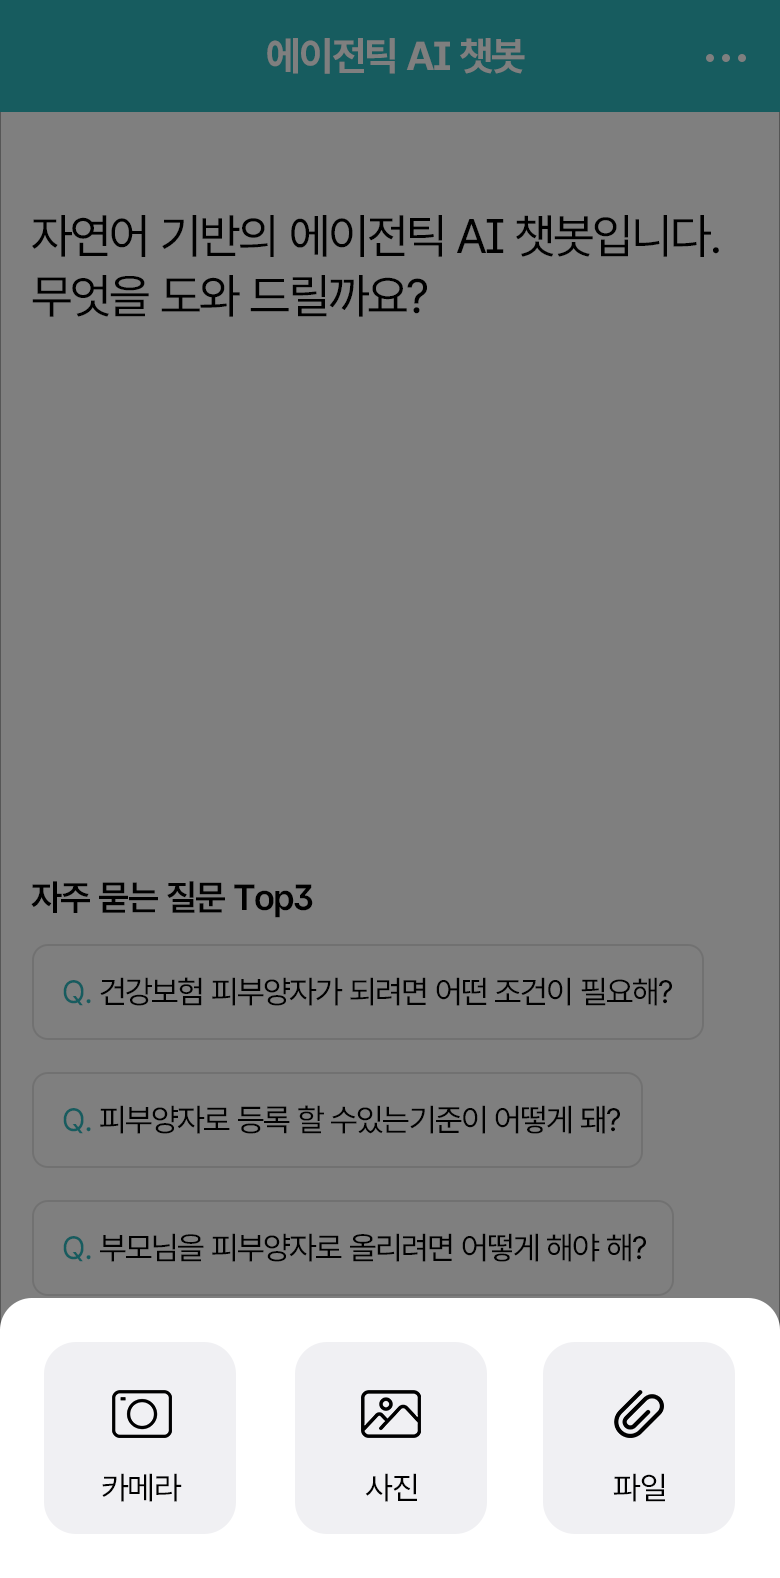 에이전틱 AI 챗봇
자연어 기반의 에이전틱 AI 챗봇입니다.
무엇을 도와 드릴까요?
자주 묻는 질문 Top3
Q. 건강보험 피부양자가 되려면 어떤 조건이 필요해?
Q. 피부양자로 등록 할 수있는기준이 어떻게 돼?
Q. 부모님을 피부양자로 올리려면 어떻게 해야 해?
카메라
사진
파일